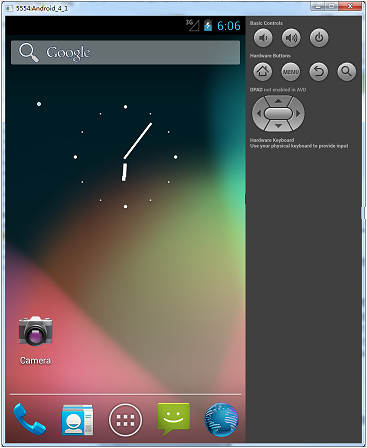 5554:Android_4_1
3G
6:06
Google
Camera
Basic Controls
Hardware Buttons
MENU
DPAD not enabled in AVD
Hardware Keyboard
Use your physical keyboard to provide input